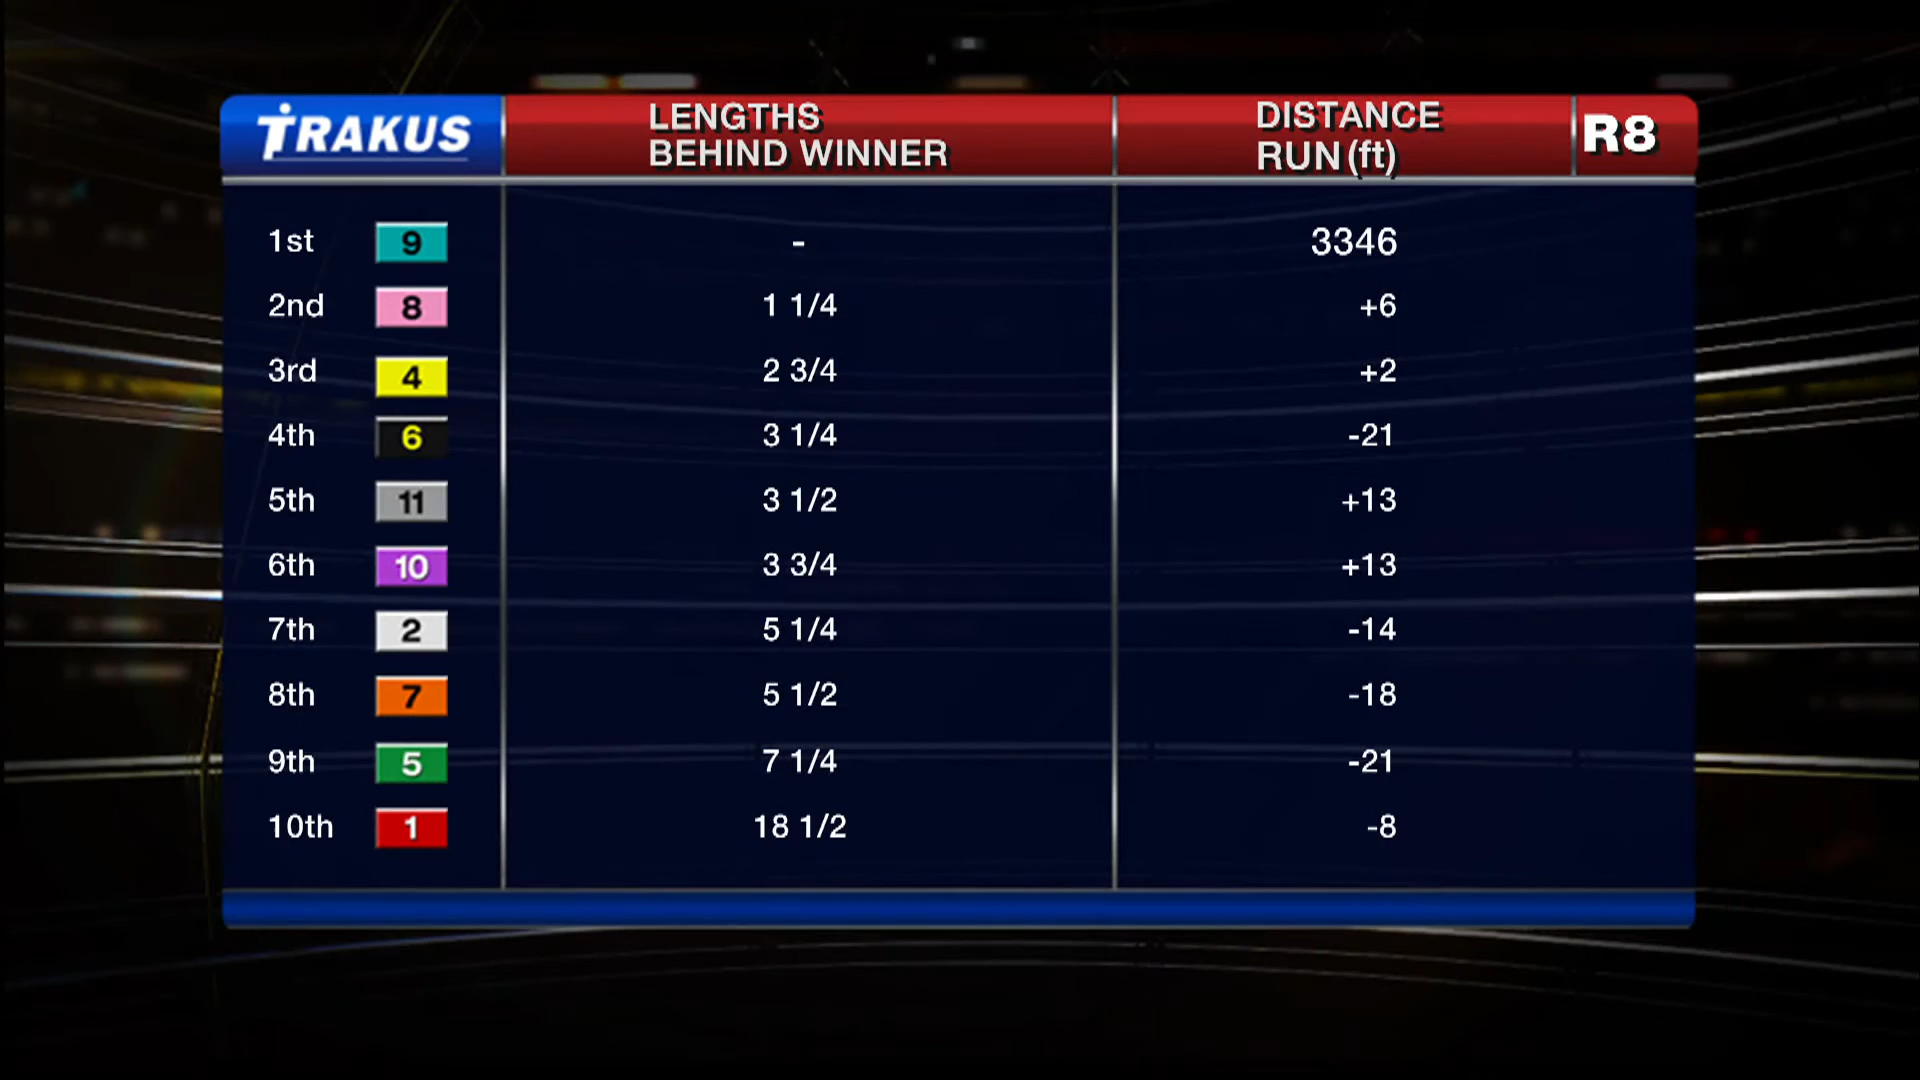 TRAKUS
LENGTHS
BEHIND WINNER
DISTANCE
RUN (ft)
R8
1st 9 - 3346
2nd 8 1 1/4 +6
3rd 4 2 3/4 +2
4th 6 3 1/4 -21
5th 11 3 1/2 +13
6th 10 3 3/4 +13
7th 2 5 1/4 -14
8th 7 5 1/2 -18
9th 5 7 1/4 -21
10th 1 18 1/2 -8